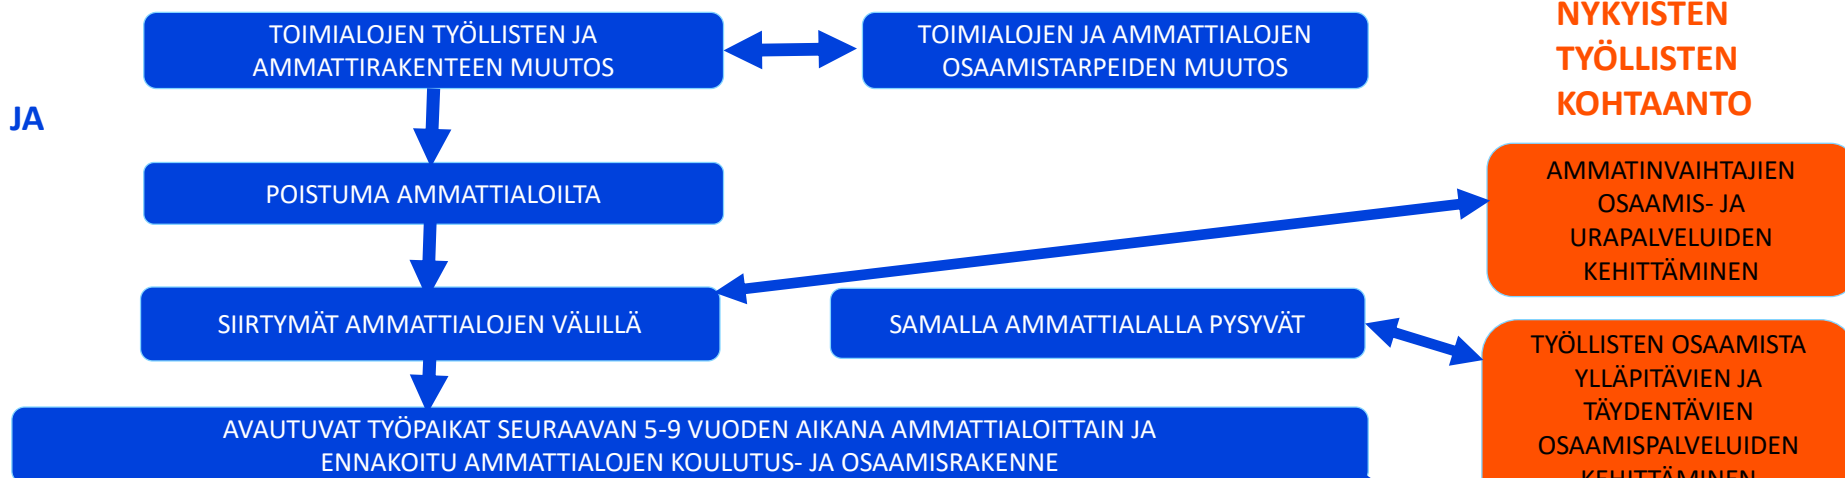 NYKYISTEN
TYÖLLISTEN
KOHTAANTO
TOIMIALOJEN TYÖLLISTEN JA
AMMATTIRAKENTEEN MUUTOS
TOIMIALOJEN JA AMMATTIALOJEN
OSAAMISTARPEIDEN MUUTOS
JA
POISTUMA AMMATTIALOILTA
AMMATINVAIHTAJIEN
OSAAMIS- JA
URAPALVELUIDEN
KEHITTÄMINEN
SIIRTYMÄT AMMATTIALOJEN VÄLILLÄ
SAMALLA AMMATTIALALLA PYSYVÄT
TYÖLLISTEN OSAAMISTA
YLLÄPITÄVIEN JA
TÄYDENTÄVIEN
OSAAMISPALVELUIDEN
KEHITTÄMINEN
AVAUTUVAT TYÖPAIKAT SEURAAVAN 5-9 VUODEN AIKANA AMMATTIALOITTAIN JA
ENNAKOITU AMMATTIALOJEN KOULUTUS- JA OSAAMISRAKENNE